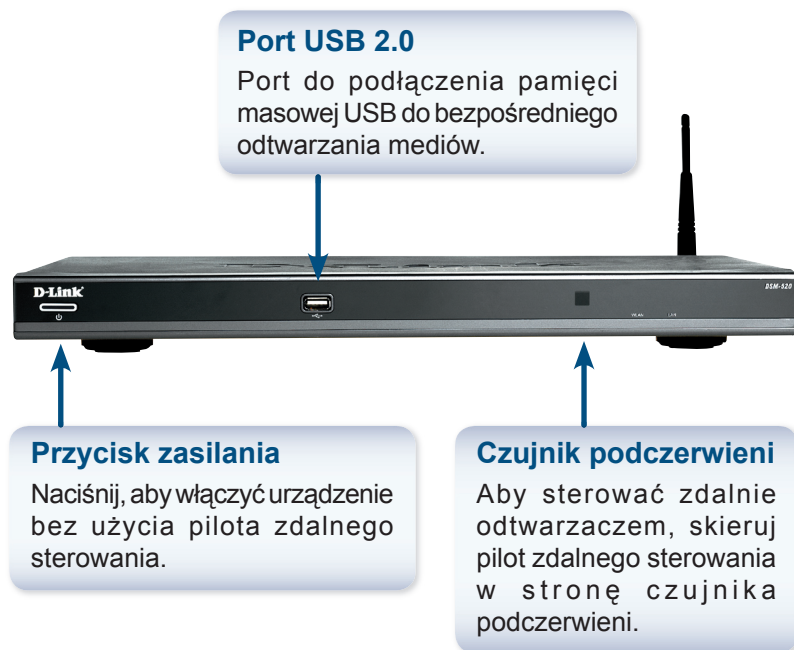 Port USB 2.0
Port do podłączenia pamięci
masowej USB do bezpośredniego
odtwarzania mediów.
D-Link
DSM-520
WLAN
LAN
Przycisk zasilania
Naciśnij, aby włączyć urządzenie
bez użycia pilota zdalnego
sterowania.
Czujnik podczerwieni
Aby sterować zdalnie
odtwarzaczem, skieruj
pilot zdalnego sterowania
w stronę czujnika
podczerwieni.